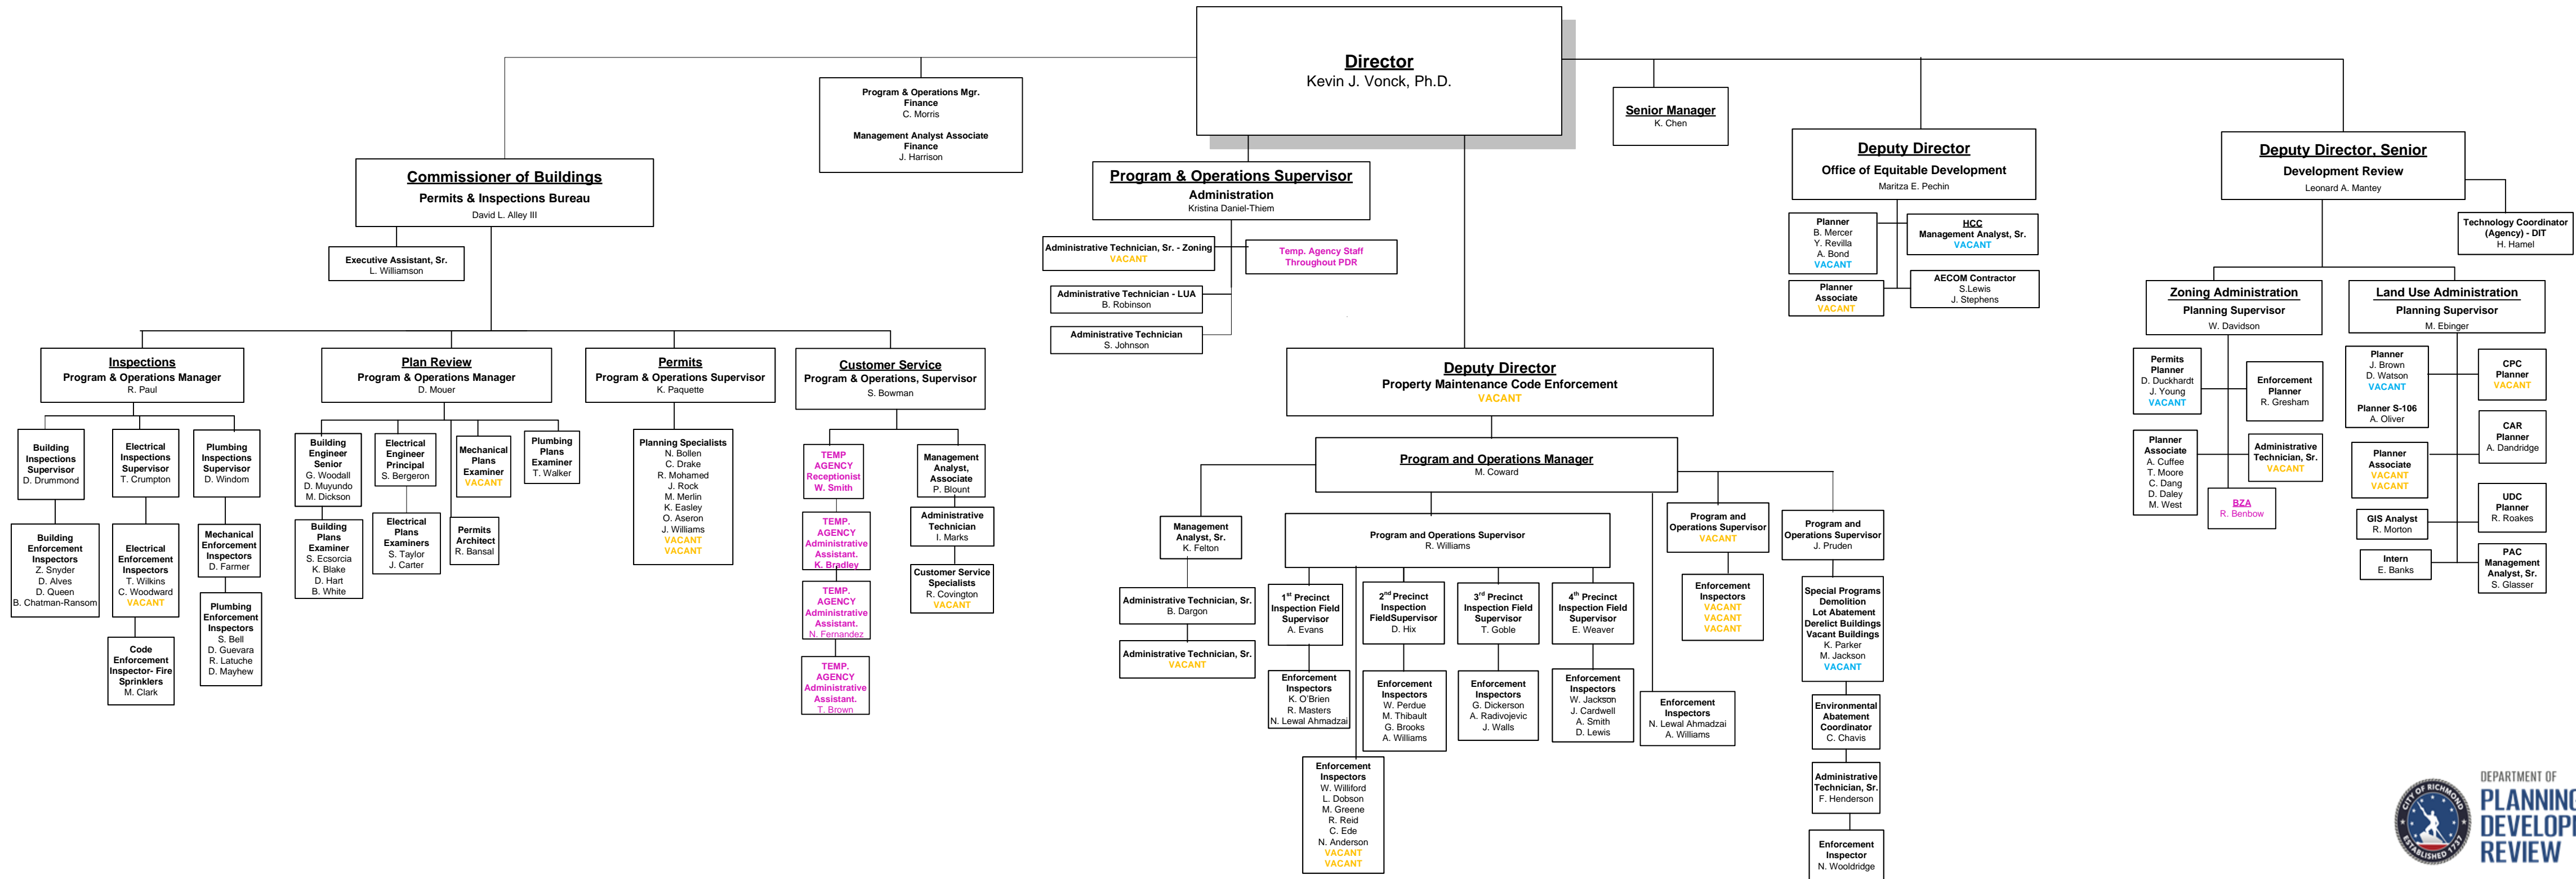 Director
Kevin J. Vonck, Ph.D.
Program & Operations Mgr.
Finance
C. Morris
Management Analyst Associate
Finance
J. Harrison
Senior Manager
K. Chen
Commissioner of Buildings
Permits & Inspections Bureau
David L. Alley III
Executive Assistant, Sr.
L. Williamson
Program & Operations Supervisor
Administration
Kristina Daniel-Thiem
Administrative Technician, Sr. - Zoning
VACANT
Temp. Agency Staff
Throughout PDR
Administrative Technician - LUA
B. Robinson
Administrative Technician
S. Johnson
Deputy Director
Office of Equitable Development
Maritza E. Pechin
Planner
B. Mercer
Y. Revilla
A. Bond
VACANT
HCC
Management Analyst, Sr.
VACANT
Planner
Associate
VACANT
AECOM Contractor
S.Lewis
J. Stephens
Deputy Director, Senior
Development Review
Leonard A. Mantey
Technology Coordinator
(Agency) - DIT
H. Hamel
Zoning Administration
Planning Supervisor
W. Davidson
Land Use Administration
Planning Supervisor
M. Ebinger
Permits
Planner
D. Duckhardt
J. Young
VACANT
Enforcement
Planner
R. Gresham
Planner
Associate
A. Cuffee
T. Moore
C. Dang
D. Daley
M. West
Administrative
Technician, Sr.
VACANT
BZA
R. Benbow
Planner
J. Brown
D. Watson
VACANT
Planner S-106
A. Oliver
CPC
Planner
VACANT
CAR
Planner
A. Dandridge
Planner
Associate
VACANT
VACANT
UDC
Planner
R. Roakes
GIS Analyst
R. Morton
Intern
E. Banks
PAC
Management
Analyst, Sr.
S. Glasser
Inspections
Program & Operations Manager
R. Paul
Plan Review
Program & Operations Manager
D. Mouer
Permits
Program & Operations Supervisor
K. Paquette
Customer Service
Program & Operations, Supervisor
S. Bowman
Building
Inspections
Supervisor
D. Drummond
Electrical
Inspections
Supervisor
T. Crumpton
Plumbing
Inspections
Supervisor
D. Windom
Building
Enforcement
Inspectors
Z. Snyder
D. Alves
D. Queen
B. Chatman-Ransom
Electrical
Enforcement
Inspectors
T. Wilkins
C. Woodward
VACANT
Code
Enforcement
Inspector- Fire
Sprinklers
M. Clark
Mechanical
Enforcement
Inspectors
D. Farmer
Plumbing
Enforcement
Inspectors
S. Bell
D. Guevara
R. Latuche
D. Mayhew
Building
Engineer
Senior
G. Woodall
D. Muyundo
M. Dickson
Electrical
Engineer
Principal
S. Bergeron
Mechanical
Plans
Examiner
VACANT
Plumbing
Plans
Examiner
T. Walker
Building
Plans
Examiner
S. Ecsorcia
K. Blake
D. Hart
B. White
Electrical
Plans
Examiners
S. Taylor
J. Carter
Permits
Architect
R. Bansal
Planning Specialists
N. Bollen
C. Drake
R. Mohamed
J. Rock
M. Merlin
K. Easley
O. Aseron
J. Williams
VACANT
VACANT
TEMP
AGENCY
Receptionist
W. Smith
TEMP.
AGENCY
Administrative
Assistant.
K. Bradley
TEMP.
AGENCY
Administrative
Assistant.
N. Fernandez
TEMP.
AGENCY
Administrative
Assistant.
T. Brown
Management
Analyst,
Associate
P. Blount
Administrative
Technician
I. Marks
Customer Service
Specialists
R. Covington
VACANT
Deputy Director
Property Maintenance Code Enforcement
VACANT
Program and Operations Manager
M. Coward
Management
Analyst, Sr.
K. Felton
Administrative Technician, Sr.
B. Dargon
Administrative Technician, Sr.
VACANT
Program and Operations Supervisor
R. Williams
1st Precinct
Inspection Field
Supervisor
A. Evans
2nd Precinct
Inspection
FieldSupervisor
D. Hix
3rd Precinct
Inspection Field
Supervisor
T. Goble
4th Precinct
Inspection Field
Supervisor
E. Weaver
Enforcement
Inspectors
K. O'Brien
R. Masters
N. Lewal Ahmadzai
Enforcement
Inspectors
W. Perdue
M. Thibault
G. Brooks
A. Williams
Enforcement
Inspectors
G. Dickerson
A. Radivojevic
J. Walls
Enforcement
Inspectors
W. Jackson
J. Cardwell
A. Smith
D. Lewis
Enforcement
Inspectors
W. Williford
L. Dobson
M. Greene
R. Reid
C. Ede
N. Anderson
VACANT
VACANT
Enforcement
Inspectors
N. Lewal Ahmadzai
A. Williams
Program and
Operations Supervisor
VACANT
Enforcement
Inspectors
VACANT
VACANT
VACANT
Program and
Operations Supervisor
J. Pruden
Special Programs
Demolition
Lot Abatement
Derelict Buildings
Vacant Buildings
K. Parker
M. Jackson
VACANT
Environmental
Abatement
Coordinator
C. Chavis
Administrative
Technician, Sr.
F. Henderson
Enforcement
Inspector
N. Wooldridge
CITY OF RICHMOND
ESTABLISHED 1737
DEPARTMENT OF
PLANNING
DEVELOP
REVIEW